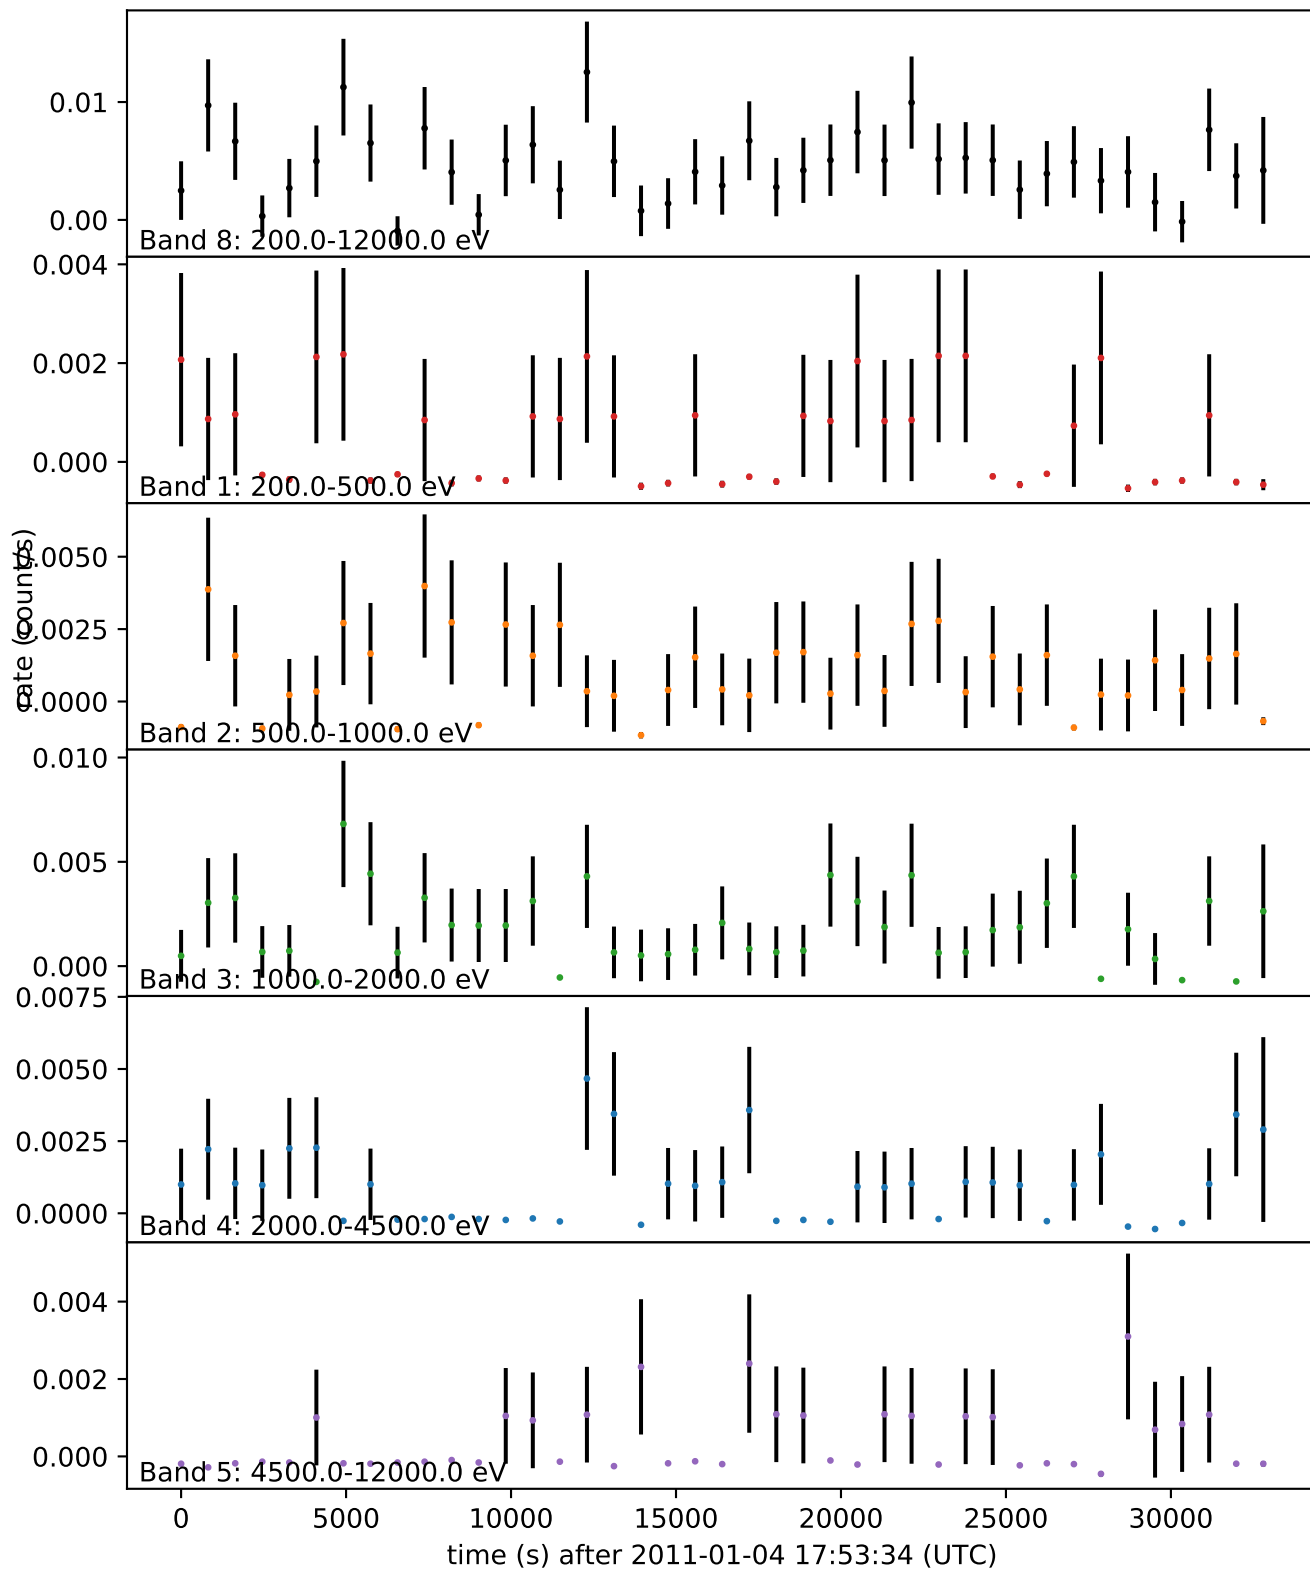 0.01
0.00
Band 8: 200.0-12000.0 eV
0.004
0.002
0.000
Band 1: 200.0-500.0 eV
rate (count/s)
0.0050
0.0025
0.0000
Band 2: 500.0-1000.0 eV
0.010
0.005
0.000
Band 3: 1000.0-2000.0 eV
0.0075
0.0050
0.0025
0.0000
Band 4: 2000.0-4500.0 eV
0.004
0.002
0.000
Band 5: 4500.0-12000.0 eV
0 5000 10000 15000 20000 25000 30000
time (s) after 2011-01-04 17:53:34 (UTC)